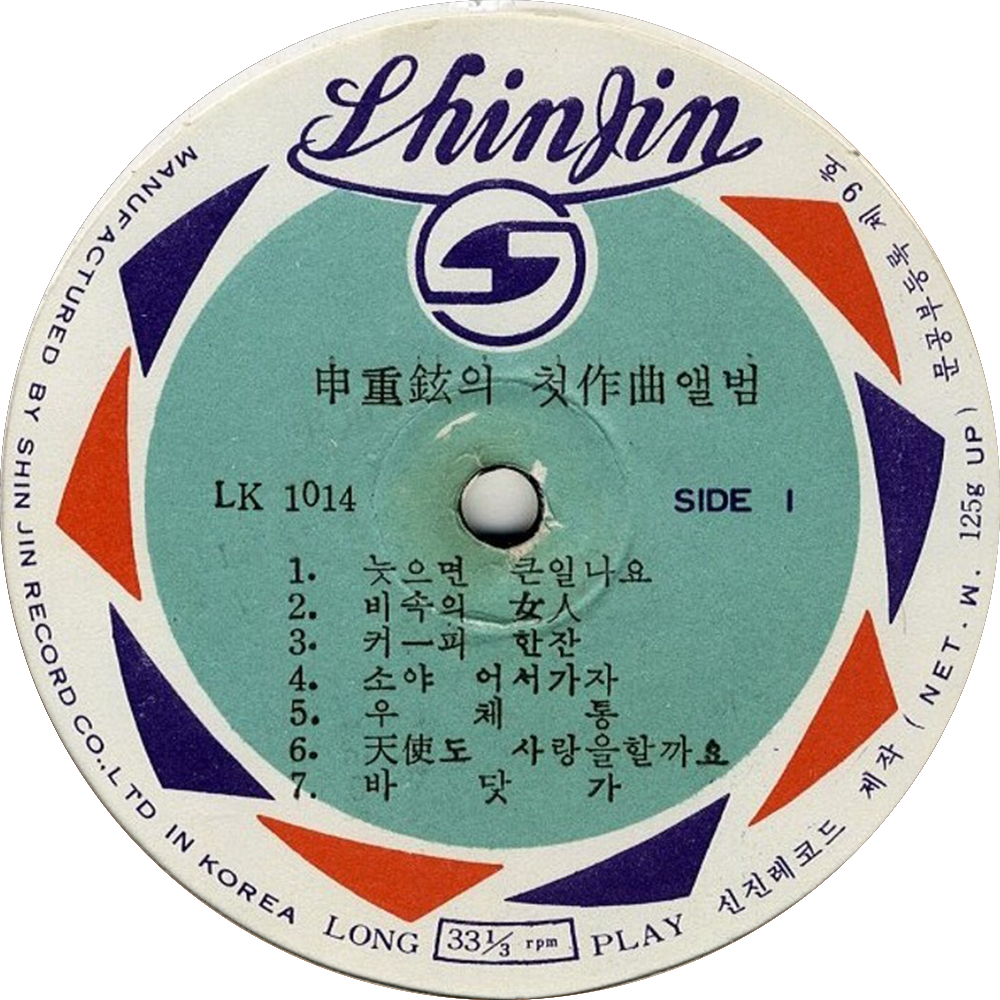 ShinJin
申重鉉의 첫作曲앨범
LK 1014
SIDE 1
1. 늦으면 큰일나요
2. 비속의 女人
3. 커ー피 한잔
4. 소야 어서가자
5. 우 체 통
6. 天使도 사랑을할까요
7. 바 닷 가
MANUFACTURED BY SHIN JIN RECORD CO., LTD IN KOREA
LONG 33⅓ rpm PLAY
신진레코드 제작 (NET. W. 125g UP)
곰공부등록 제9회